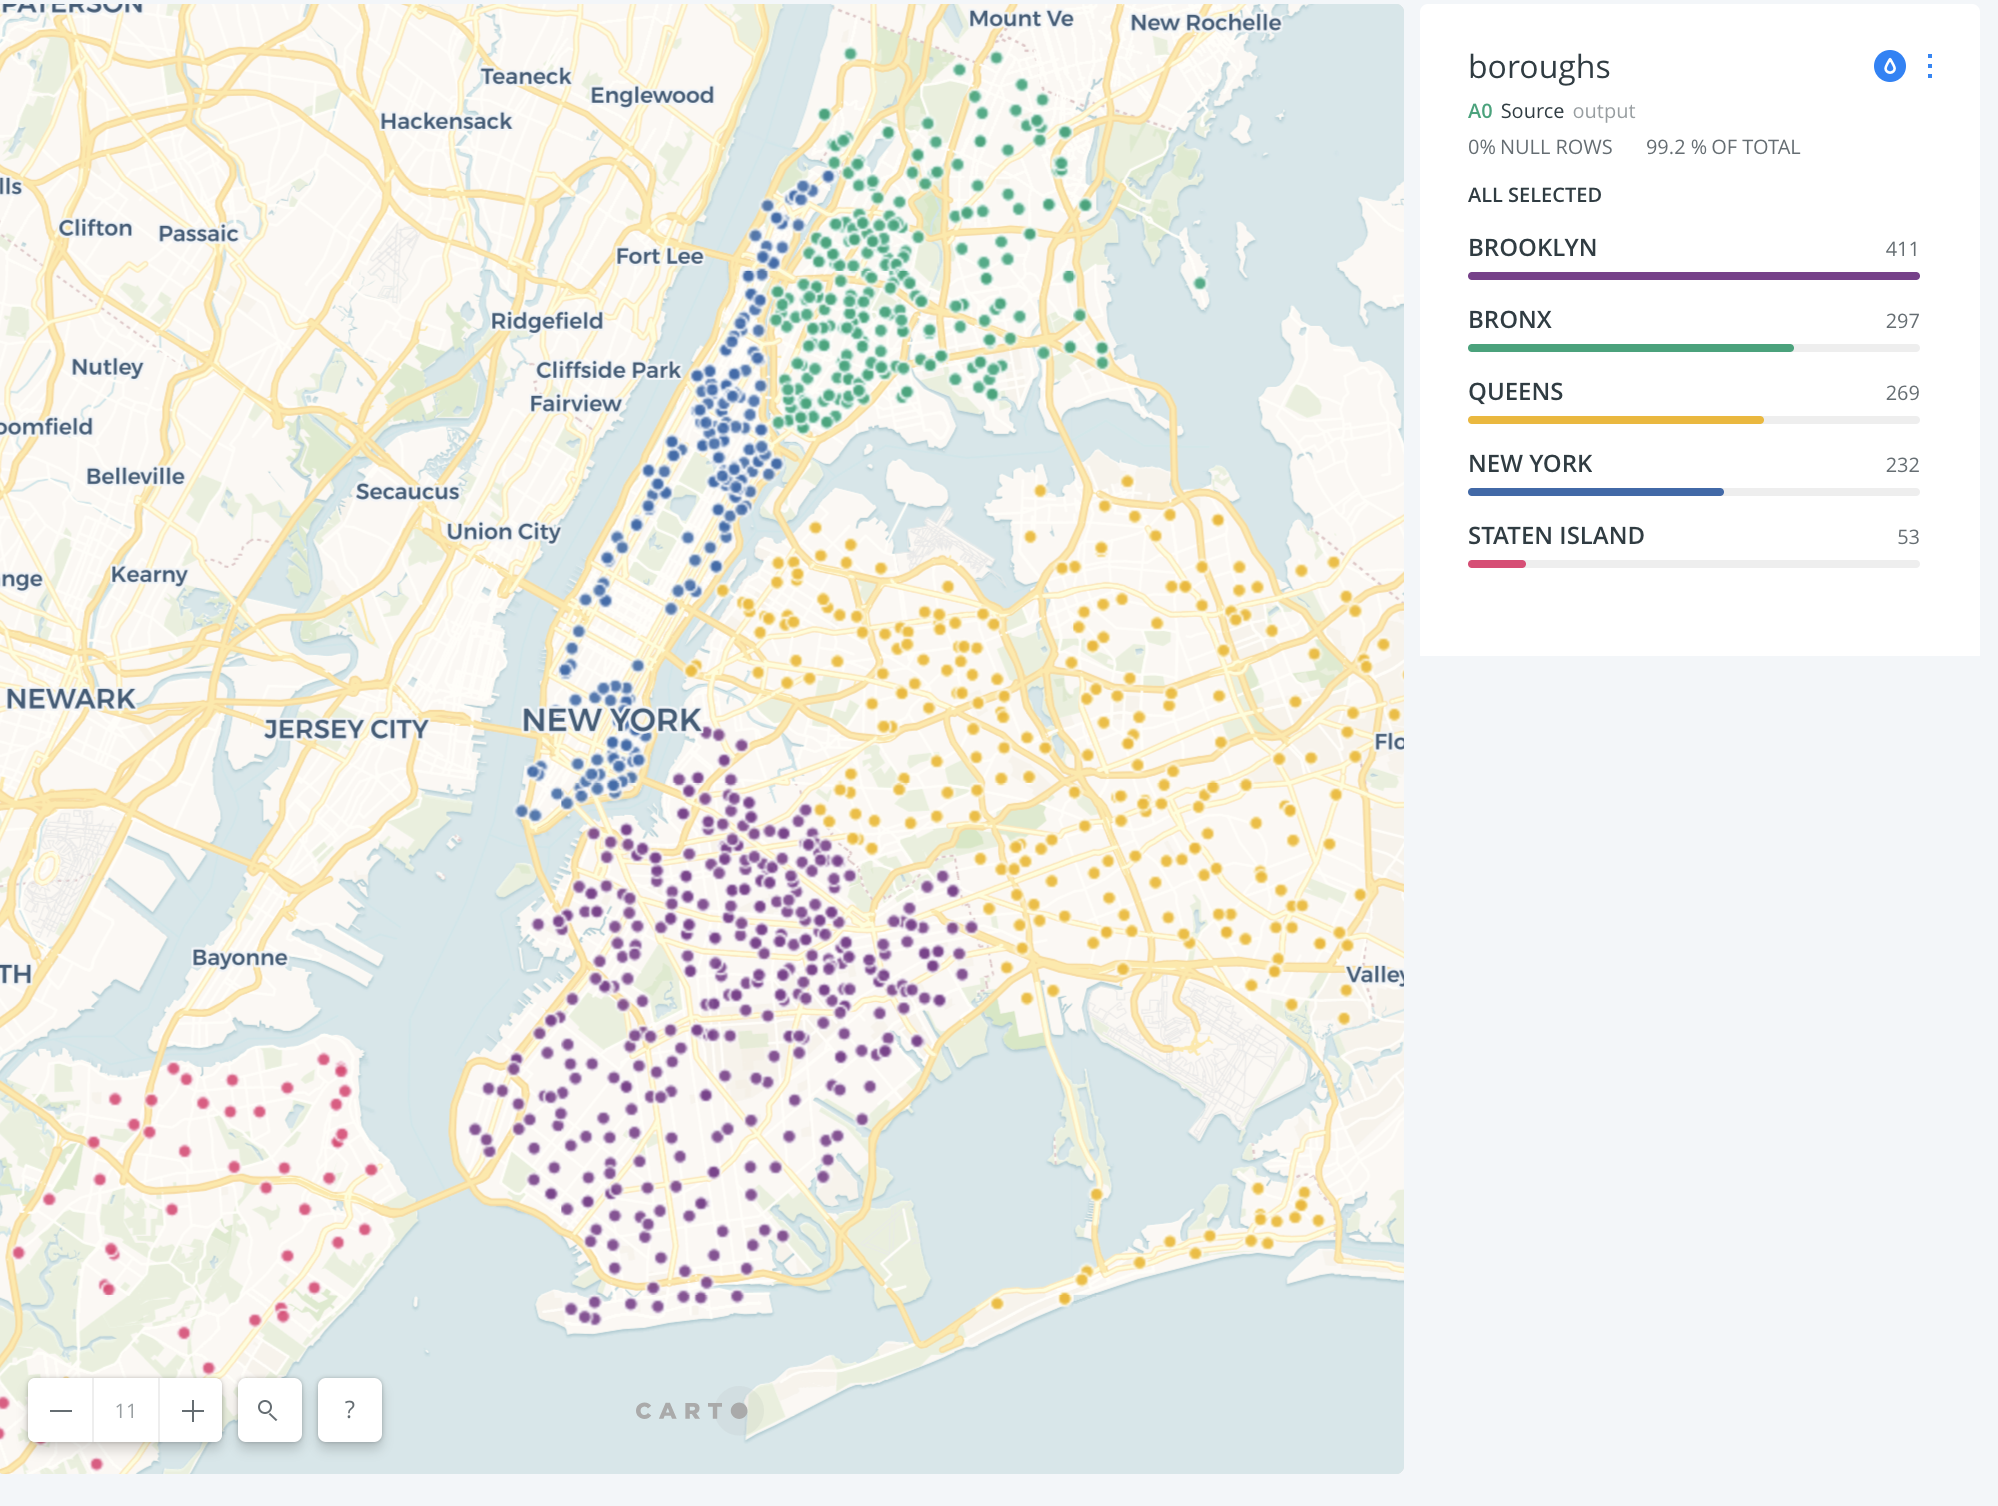 PATERSON
Mount Ve
New Rochelle
Teaneck
Englewood
Hackensack
lls
Clifton
Passaic
Fort Lee
Ridgefield
Nutley
Cliffside Park
Fairview
oomfield
Belleville
Secaucus
Union City
nge
Kearny
NEWARK
JERSEY CITY
NEW YORK
Flo
Bayonne
TH
Valley
11
?
CARTO
boroughs
A0 Source output
0% NULL ROWS 99.2 % OF TOTAL
ALL SELECTED
BROOKLYN 411
BRONX 297
QUEENS 269
NEW YORK 232
STATEN ISLAND 53